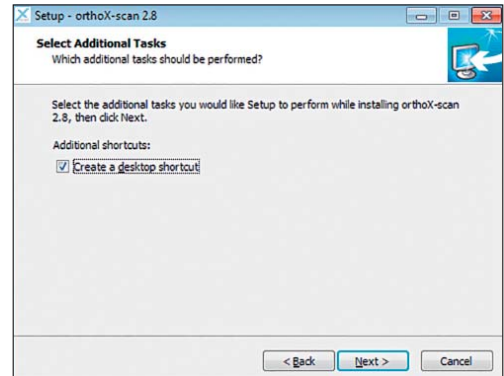 Setup - orthoX-scan 2.8
Select Additional Tasks
Which additional tasks should be performed?
Select the additional tasks you would like Setup to perform while installing orthoX-scan
2.8, then click Next.
Additional shortcuts:
Create a desktop shortcut
< Back
Next >
Cancel